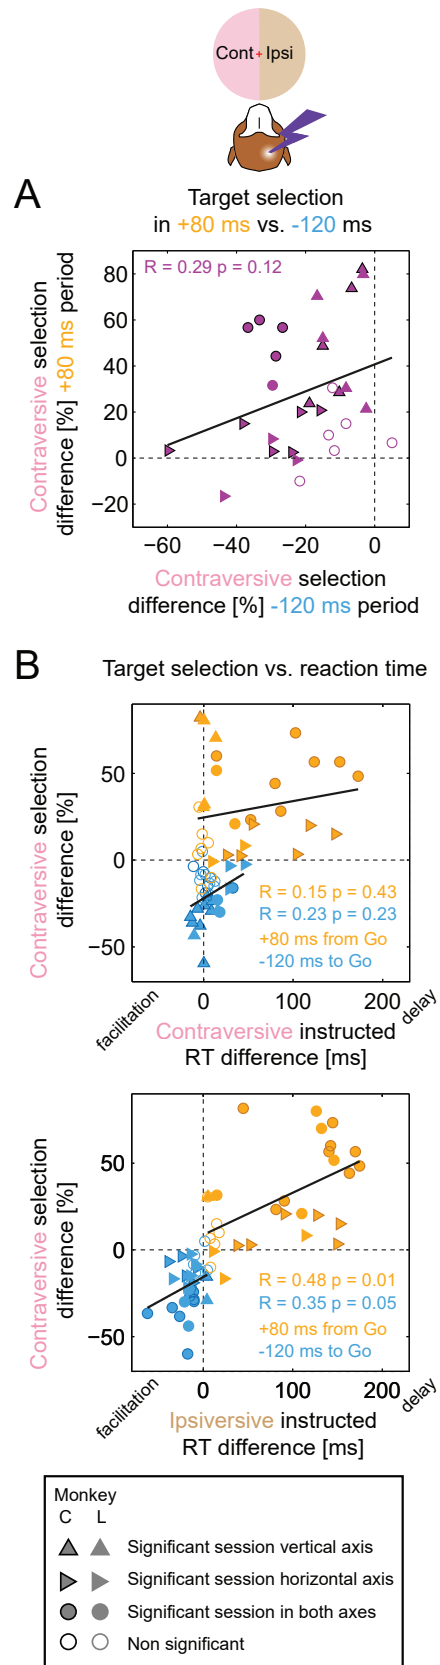 Cont + Ipsi
A
Target selection
in +80 ms vs. -120 ms
R = 0.29 p = 0.12
80
60
40
20
0
−20
Contraversive selection
difference [%] +80 ms period
−60
−40
−20
0
Contraversive selection
difference [%] -120 ms period
B
Target selection vs. reaction time
50
0
−50
Contraversive selection
difference [%]
R = 0.15 p = 0.43
R = 0.23 p = 0.23
+80 ms from Go
-120 ms to Go
0
100
200
facilitation
delay
Contraversive instructed
RT difference [ms]
50
0
−50
Contraversive selection
difference [%]
R = 0.48 p = 0.01
R = 0.35 p = 0.05
+80 ms from Go
-120 ms to Go
0
100
200
facilitation
delay
Ipsiversive instructed
RT difference [ms]
Monkey
C L
Significant session vertical axis
Significant session horizontal axis
Significant session in both axes
Non significant